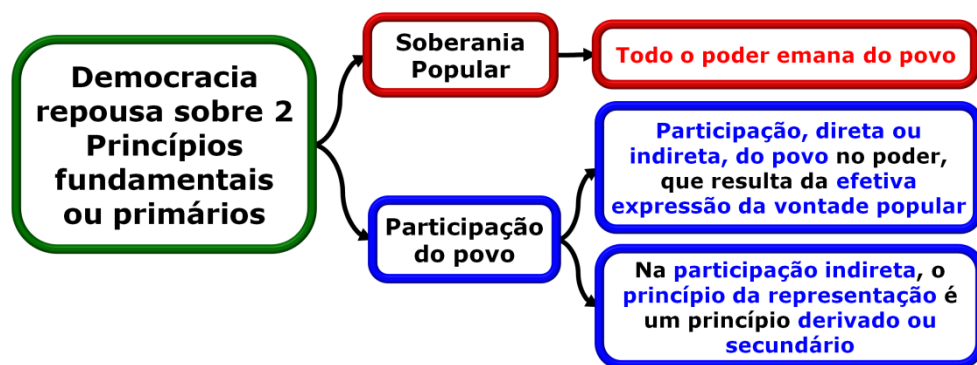 Democracia
repousa sobre 2
Princípios
fundamentais
ou primários
Soberania
Popular
Todo o poder emana do povo
Participação
do povo
Participação, direta ou
indireta, do povo no poder,
que resulta da efetiva
expressão da vontade popular
Na participação indireta, o
princípio da representação é
um princípio derivado ou
secundário